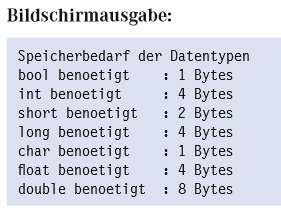 Bildschirmausgabe:
Speicherbedarf der Datentypen
bool benoetigt : 1 Bytes
int benoetigt : 4 Bytes
short benoetigt : 2 Bytes
long benoetigt : 4 Bytes
char benoetigt : 1 Bytes
float benoetigt : 4 Bytes
double benoetigt : 8 Bytes